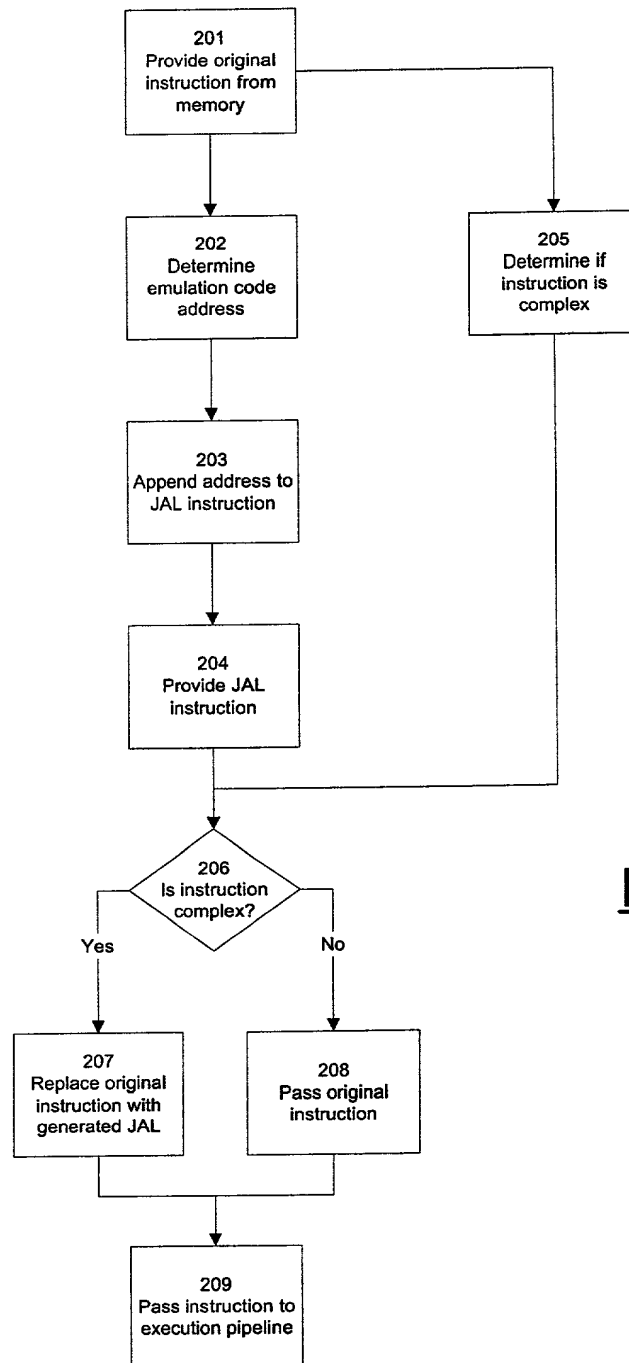 201
Provide original
instruction from
memory
202
Determine
emulation code
address
205
Determine if
instruction is
complex
203
Append address to
JAL instruction
204
Provide JAL
instruction
206
Is instruction
complex?
Yes
No
207
Replace original
instruction with
generated JAL
208
Pass original
instruction
209
Pass instruction to
execution pipeline